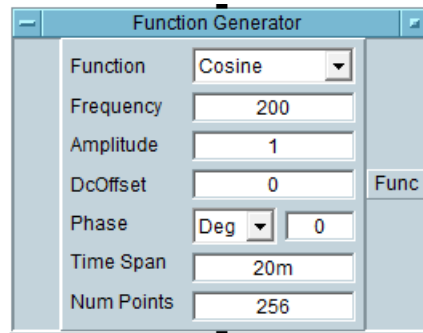 Function Generator
Function Cosine
Frequency 200
Amplitude 1
DcOffset 0 Func
Phase Deg 0
Time Span 20m
Num Points 256